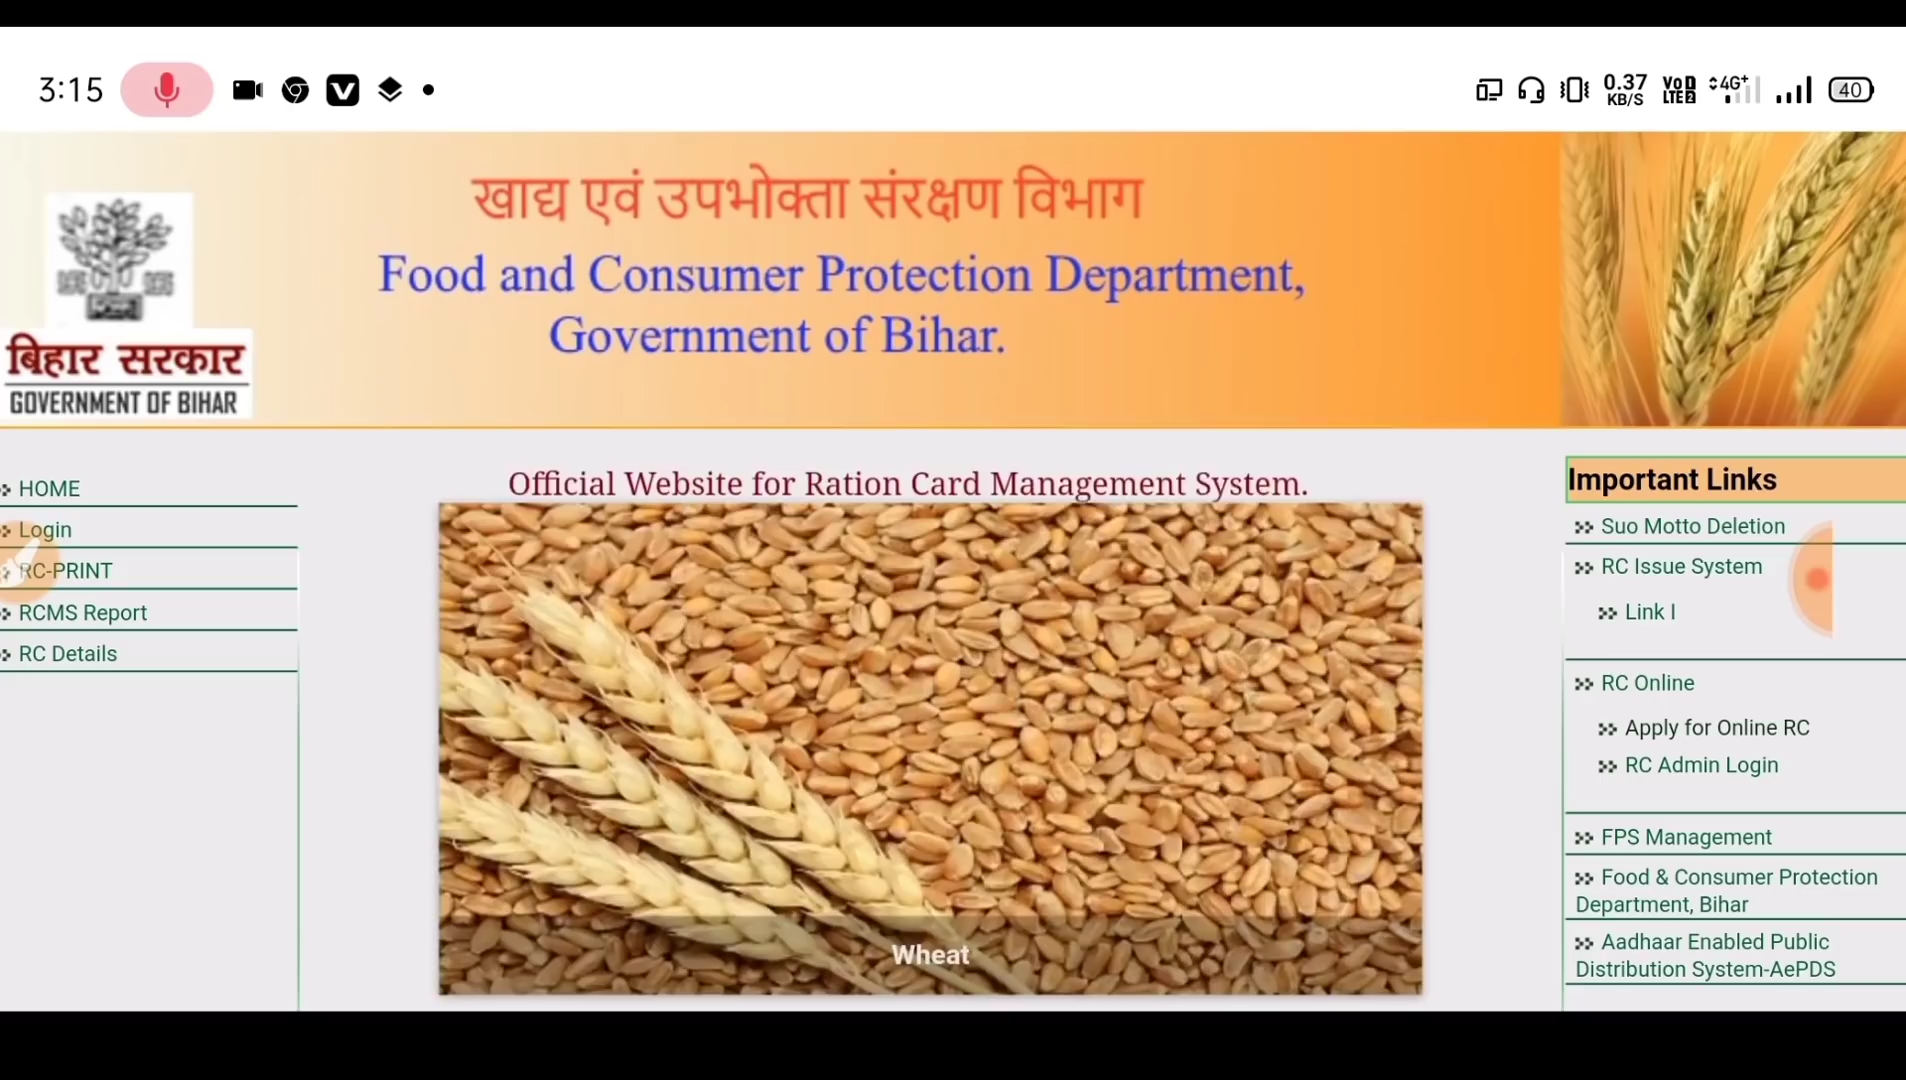 3:15
0.37
KB/S
Vo D
LTE 2
4G+
40
खाद्य एवं उपभोक्ता संरक्षण विभाग
Food and Consumer Protection Department,
Government of Bihar.
बिहार सरकार
GOVERNMENT OF BIHAR
Official Website for Ration Card Management System.
HOME
Login
RC-PRINT
RCMS Report
RC Details
Wheat
Important Links
Suo Motto Deletion
RC Issue System
Link I
RC Online
Apply for Online RC
RC Admin Login
FPS Management
Food & Consumer Protection
Department, Bihar
Aadhaar Enabled Public
Distribution System-AePDS